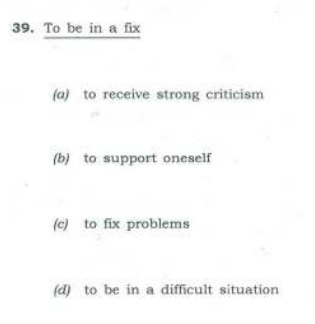 39. To be in a fix
(a) to receive strong criticism
(b) to support oneself
(c) to fix problems
(d) to be in a difficult situation